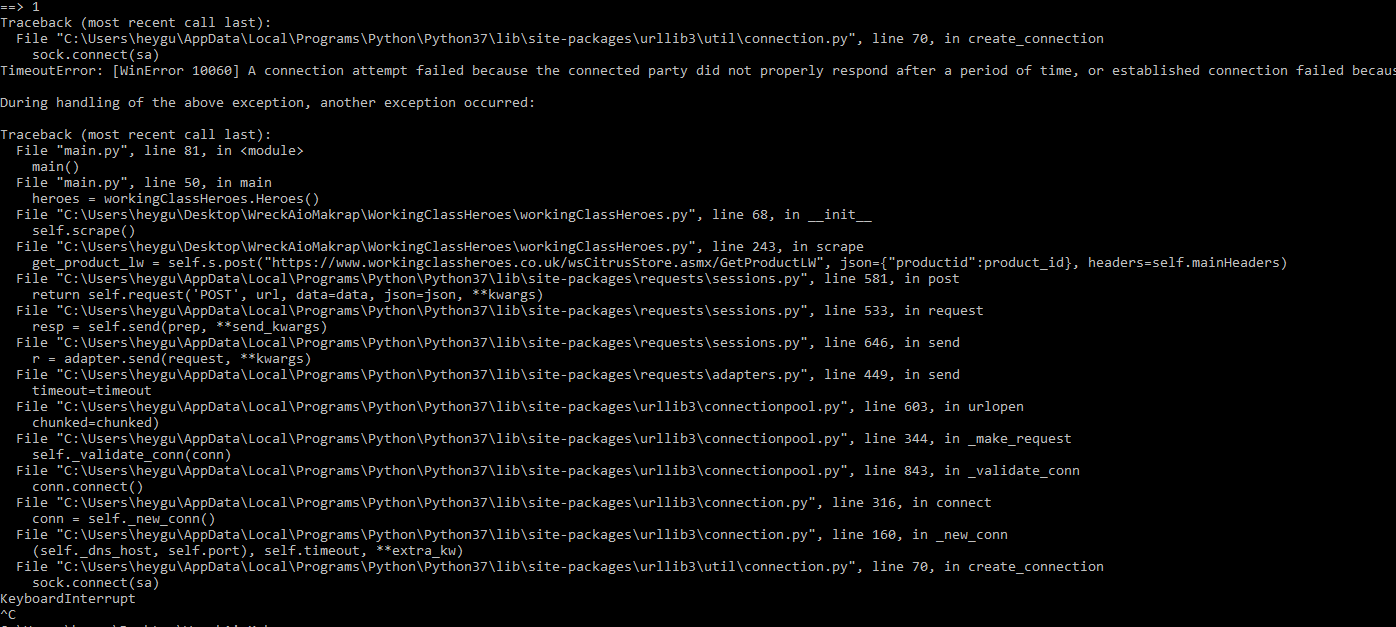 ==> 1
Traceback (most recent call last):
  File "C:\Users\heygu\AppData\Local\Programs\Python\Python37\lib\site-packages\urllib3\util\connection.py", line 70, in create_connection
    sock.connect(sa)
TimeoutError: [WinError 10060] A connection attempt failed because the connected party did not properly respond after a period of time, or established connection failed becaus

During handling of the above exception, another exception occurred:

Traceback (most recent call last):
  File "main.py", line 81, in <module>
    main()
  File "main.py", line 50, in main
    heroes = workingClassHeroes.Heroes()
  File "C:\Users\heygu\Desktop\WreckAioMakrap\WorkingClassHeroes\workingClassHeroes.py", line 68, in __init__
    self.scrape()
  File "C:\Users\heygu\Desktop\WreckAioMakrap\WorkingClassHeroes\workingClassHeroes.py", line 243, in scrape
    get_product_lw = self.s.post("https://www.workingclassheroes.co.uk/wsCitrusStore.asmx/GetProductLW", json={"productid":product_id}, headers=self.mainHeaders)
  File "C:\Users\heygu\AppData\Local\Programs\Python\Python37\lib\site-packages\requests\sessions.py", line 581, in post
    return self.request('POST', url, data=data, json=json, **kwargs)
  File "C:\Users\heygu\AppData\Local\Programs\Python\Python37\lib\site-packages\requests\sessions.py", line 533, in request
    resp = self.send(prep, **send_kwargs)
  File "C:\Users\heygu\AppData\Local\Programs\Python\Python37\lib\site-packages\requests\sessions.py", line 646, in send
    r = adapter.send(request, **kwargs)
  File "C:\Users\heygu\AppData\Local\Programs\Python\Python37\lib\site-packages\requests\adapters.py", line 449, in send
    timeout=timeout
  File "C:\Users\heygu\AppData\Local\Programs\Python\Python37\lib\site-packages\urllib3\connectionpool.py", line 603, in urlopen
    chunked=chunked)
  File "C:\Users\heygu\AppData\Local\Programs\Python\Python37\lib\site-packages\urllib3\connectionpool.py", line 344, in _make_request
    self._validate_conn(conn)
  File "C:\Users\heygu\AppData\Local\Programs\Python\Python37\lib\site-packages\urllib3\connectionpool.py", line 843, in _validate_conn
    conn.connect()
  File "C:\Users\heygu\AppData\Local\Programs\Python\Python37\lib\site-packages\urllib3\connection.py", line 316, in connect
    conn = self._new_conn()
  File "C:\Users\heygu\AppData\Local\Programs\Python\Python37\lib\site-packages\urllib3\connection.py", line 160, in _new_conn
    (self._dns_host, self.port), self.timeout, **extra_kw)
  File "C:\Users\heygu\AppData\Local\Programs\Python\Python37\lib\site-packages\urllib3\util\connection.py", line 70, in create_connection
    sock.connect(sa)
KeyboardInterrupt
^C